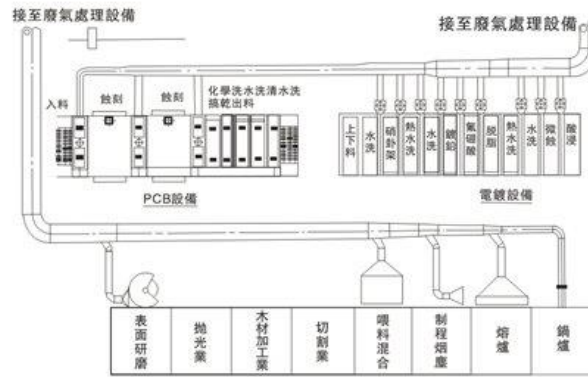 接至廢氣處理設備
接至廢氣處理設備
入料
蝕刻
蝕刻
化學洗水洗清水洗
搞乾出料
PCB設備
上下料
水洗
硝卦架
熱水洗
水洗
鍍鉛
氟硼酸
脱脂
熱水洗
水洗
微蝕
酸浸
電鍍設備
表面研磨
拋光業
木材加工業
切割業
喂料混合
制程烟塵
熔爐
鍋爐